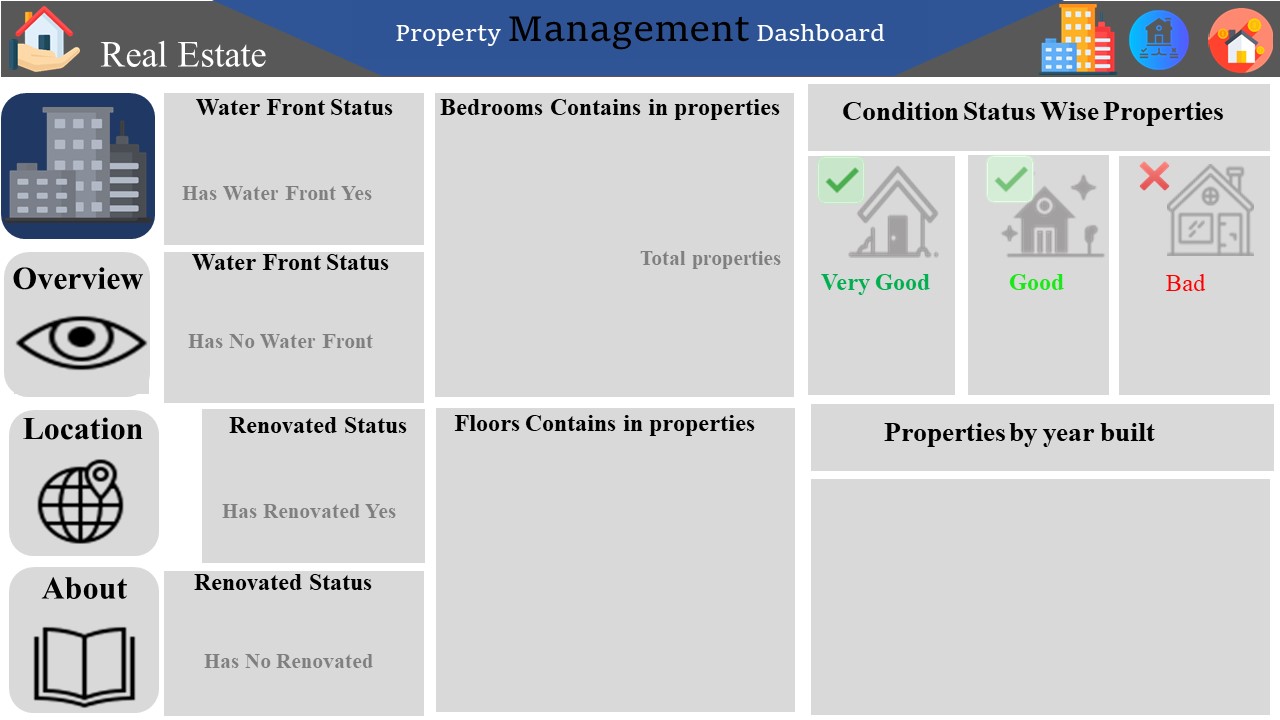 Real Estate
Property Management Dashboard
Overview
Location
About
Water Front Status
Has Water Front Yes
Water Front Status
Has No Water Front
Renovated Status
Has Renovated Yes
Renovated Status
Has No Renovated
Bedrooms Contains in properties
Total properties
Floors Contains in properties
Condition Status Wise Properties
Very Good
Good
Bad
Properties by year built